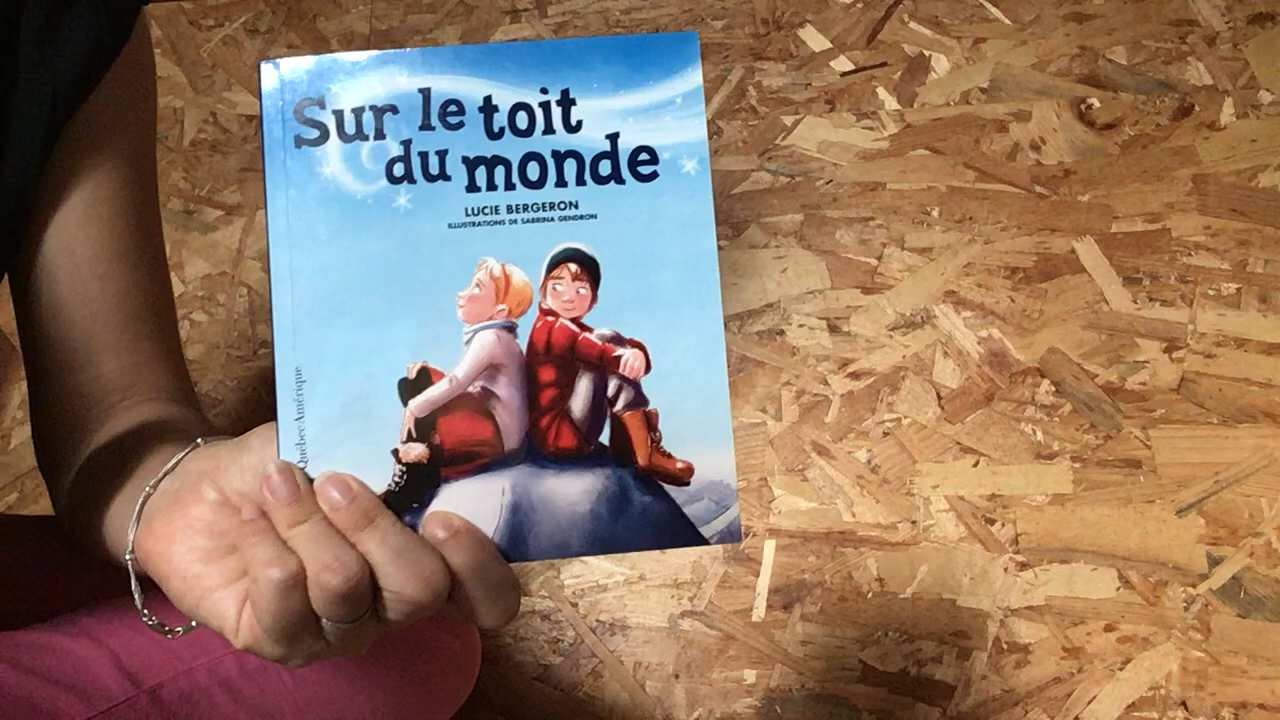 Sur le toit
du monde
LUCIE BERGERON
ILLUSTRATIONS DE SABRINA GENDRON
Québec Amérique